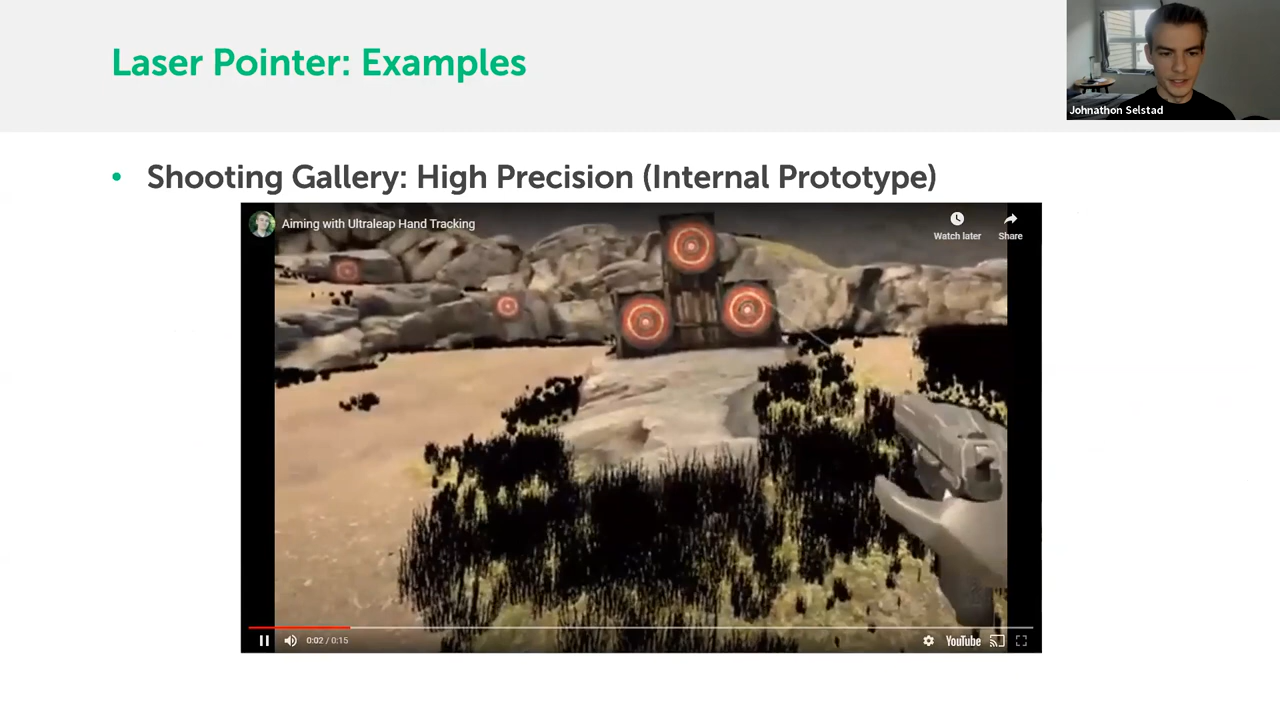 Laser Pointer: Examples
Johnathon Selstad
• Shooting Gallery: High Precision (Internal Prototype)
Aiming with Ultraleap Hand Tracking
Watch later
Share
0:02 / 0:15
YouTube